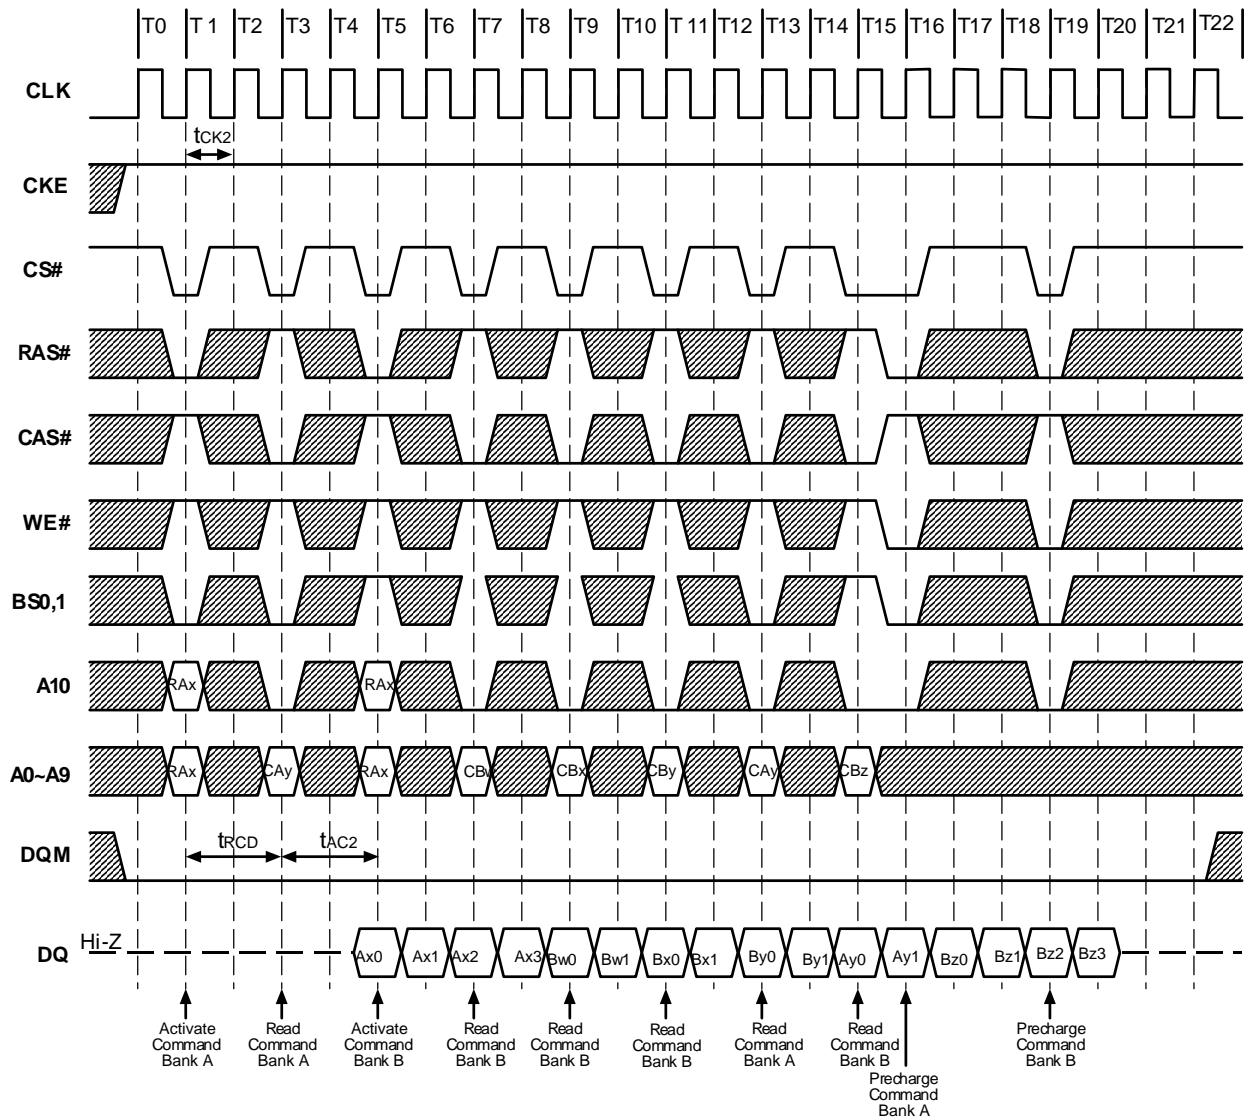 T0 T 1 T2 T3 T4 T5 T6 T7 T8 T9 T10 T 11 T12 T13 T14 T15 T16 T17 T18 T19 T20 T21 T22
CLK
tCK2
CKE
CS#
RAS#
CAS#
WE#
BS0,1
A10 RAx RAx
A0~A9 RAx CAy RAx CBw CBx CBy CAy CBz
tRCD tAC2
DQM
Hi-Z
DQ Ax0 Ax1 Ax2 Ax3 Bw0 Bw1 Bx0 Bx1 By0 By1 Ay0 Ay1 Bz0 Bz1 Bz2 Bz3
Activate
Command
Bank A
Read
Command
Bank A
Activate
Command
Bank B
Read
Command
Bank B
Read
Command
Bank B
Read
Command
Bank B
Read
Command
Bank A
Read
Command
Bank B
Precharge
Command
Bank A
Precharge
Command
Bank B